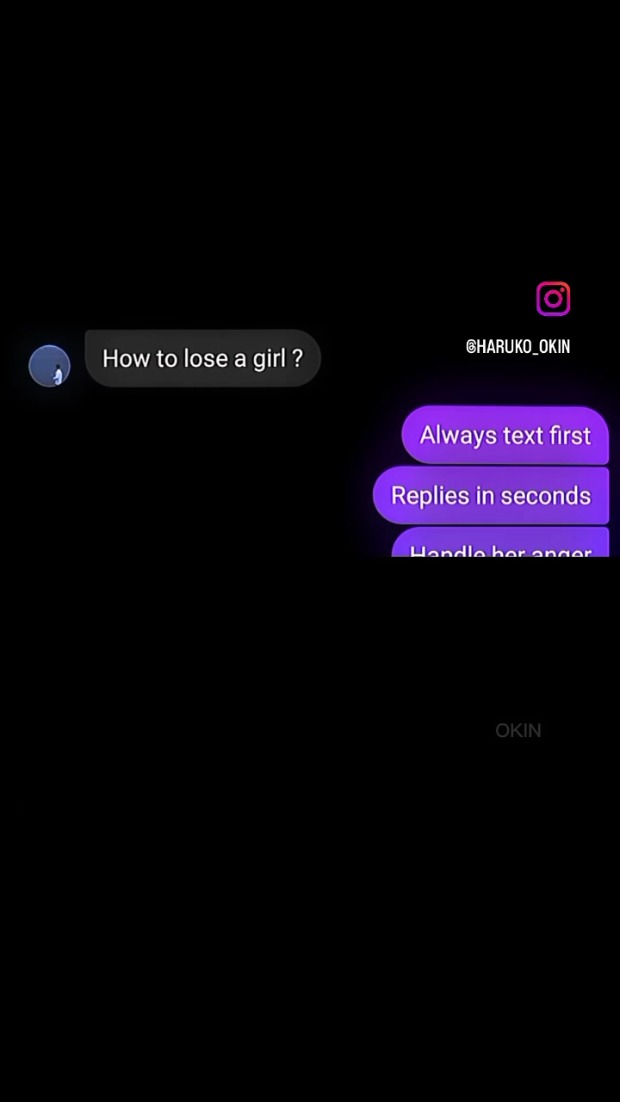 @HARUKO_OKIN
How to lose a girl ?
Always text first
Replies in seconds
Handle her anger
OKIN